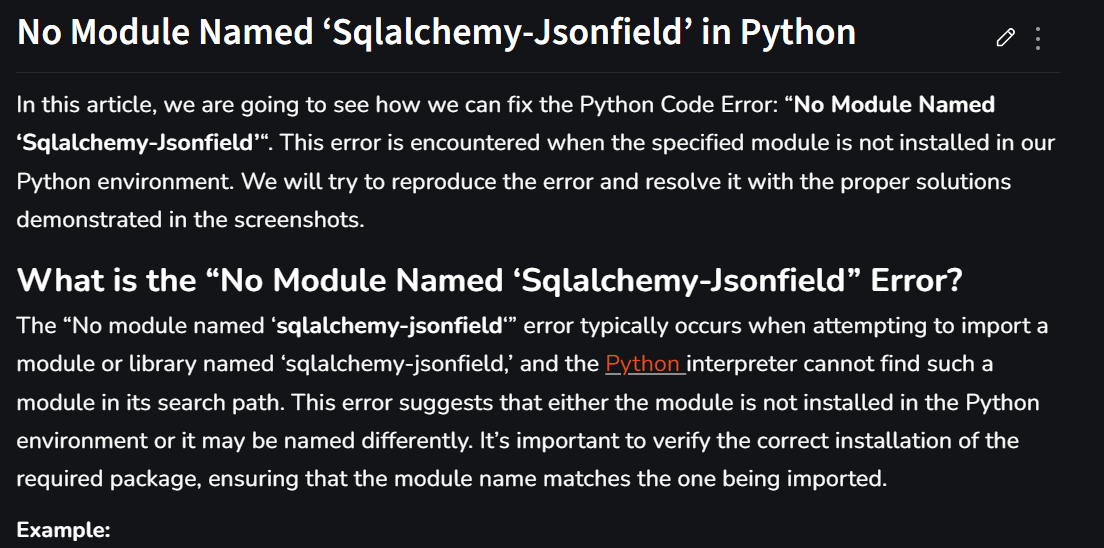 No Module Named ‘Sqlalchemy-Jsonfield’ in Python
In this article, we are going to see how we can fix the Python Code Error: “No Module Named
‘Sqlalchemy-Jsonfield’“. This error is encountered when the specified module is not installed in our
Python environment. We will try to reproduce the error and resolve it with the proper solutions
demonstrated in the screenshots.
What is the “No Module Named ‘Sqlalchemy-Jsonfield” Error?
The “No module named ‘sqlalchemy-jsonfield‘” error typically occurs when attempting to import a
module or library named ‘sqlalchemy-jsonfield,’ and the Python interpreter cannot find such a
module in its search path. This error suggests that either the module is not installed in the Python
environment or it may be named differently. It’s important to verify the correct installation of the
required package, ensuring that the module name matches the one being imported.
Example: